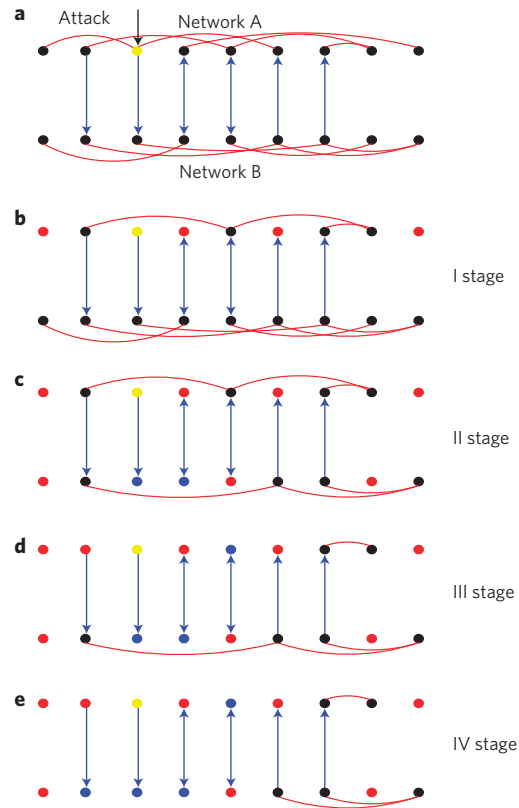 a
Attack
Network A
Network B
b
I stage
c
II stage
d
III stage
e
IV stage